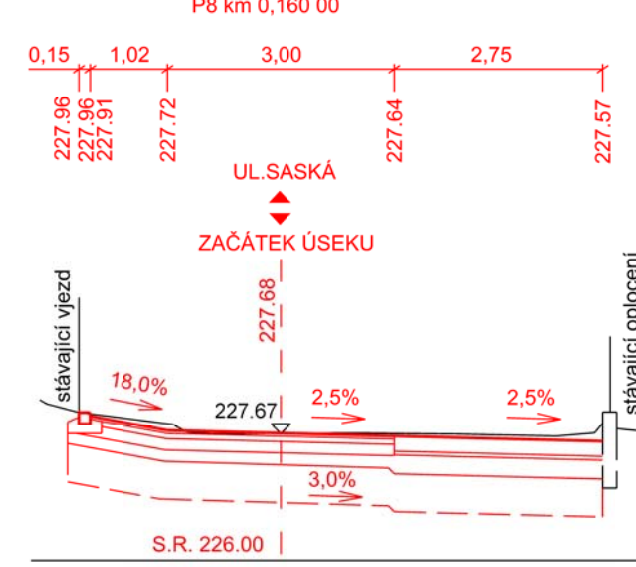 P8 km 0,160 00
0,15 1,02 3,00 2,75
227.96
227.96
227.91
227.72
227.64
227.57
UL.SASKÁ
ZAČÁTEK ÚSEKU
stávající vjezd
227.68
stávající oplocení
18,0%
227.67
2,5%
2,5%
3,0%
S.R. 226.00